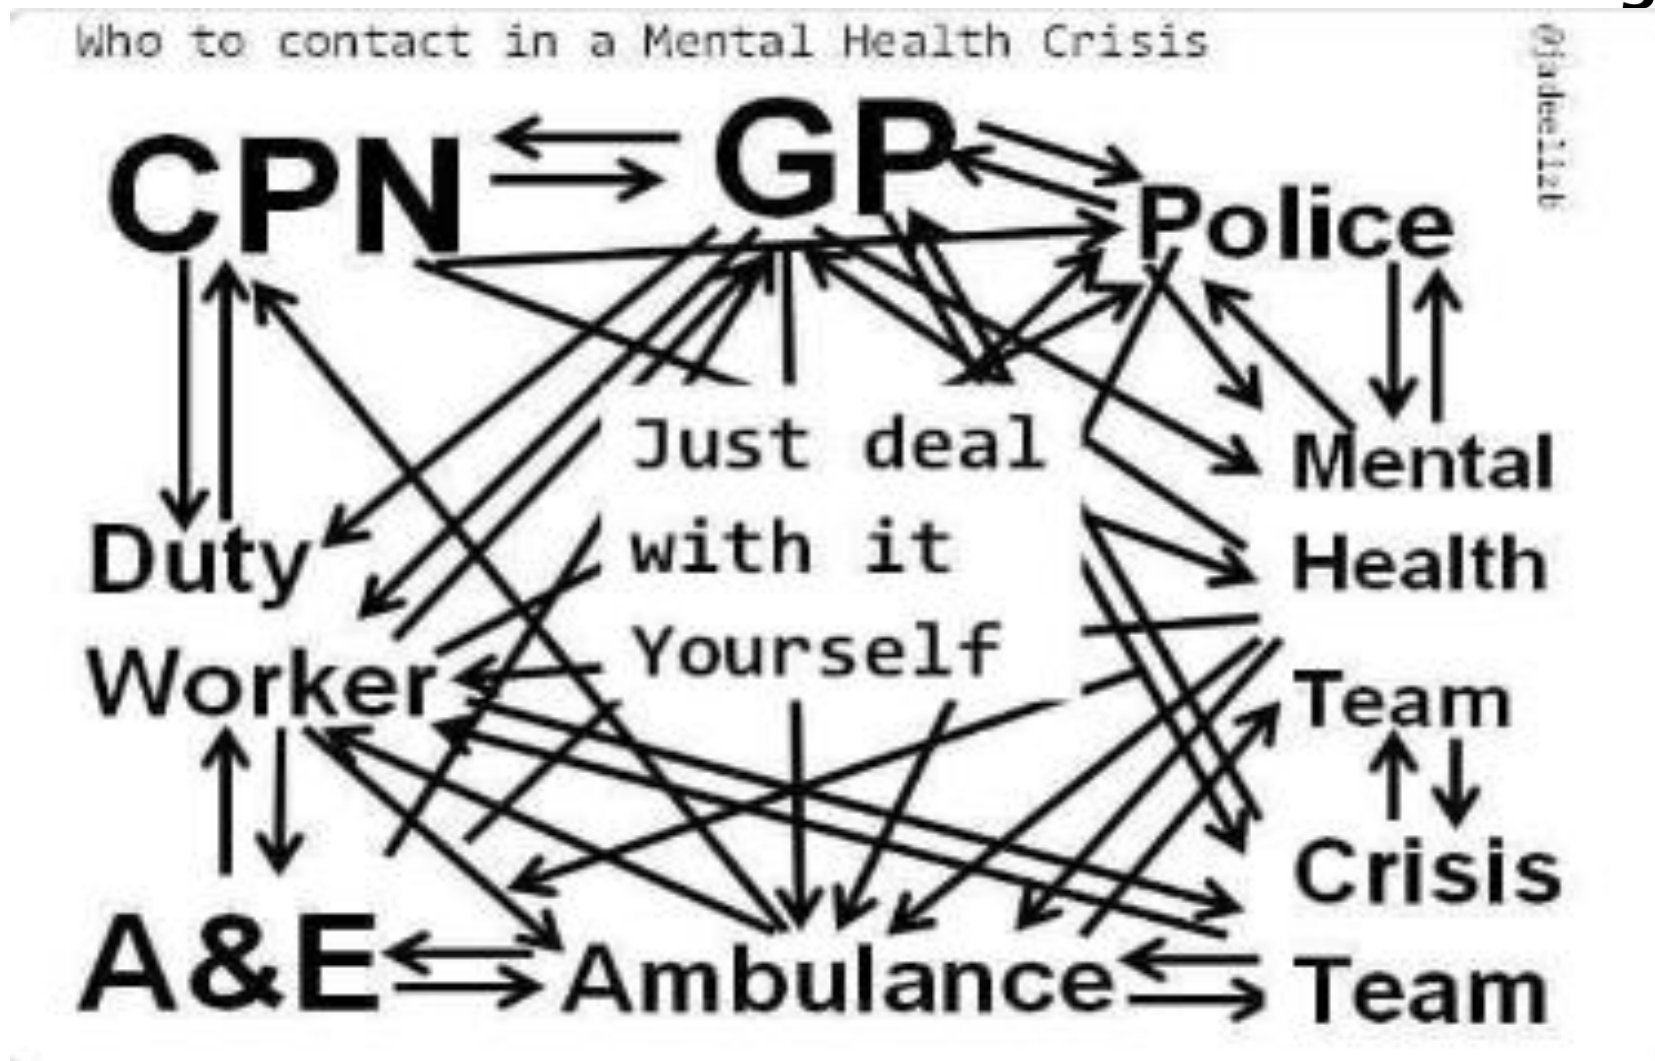 Who to contact in a Mental Health Crisis
@jadeellzb
CPN
GP
Police
Just deal
with it
Yourself
Duty
Worker
Mental
Health
Team
Crisis
Team
A&E
Ambulance